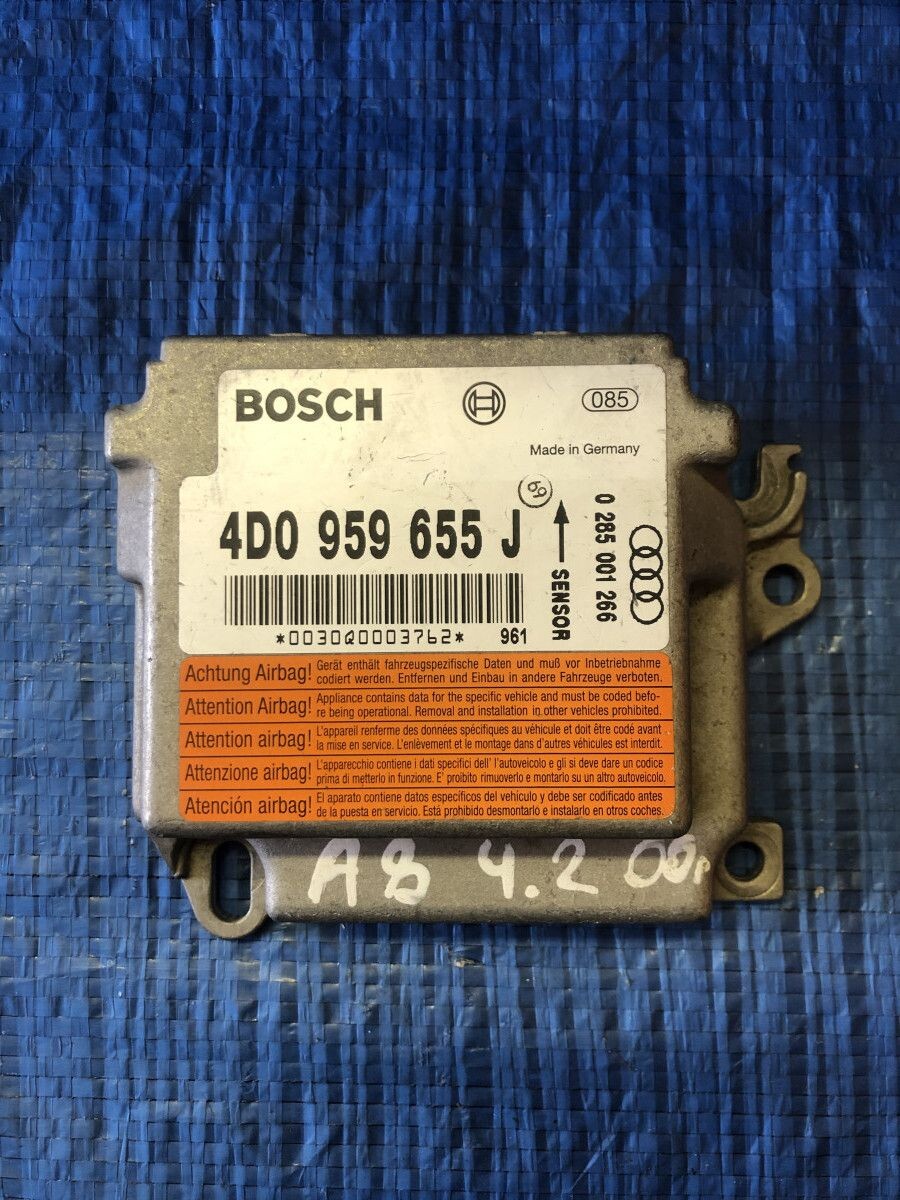 BOSCH
085
Made in Germany
69
4D0 959 655 J
SENSOR
0 285 001 266
*0030Q0003762*
961
Achtung Airbag! Gerät enthält fahrzeugspezifische Daten und muß vor Inbetriebnahme
codiert werden. Entfernen und Einbau in andere Fahrzeuge verboten.
Attention Airbag! Appliance contains data for the specific vehicle and must be coded befo-
re being operational. Removal and installation in other vehicles prohibited.
Attention airbag! L'appareil renferme des données spécifiques au véhicule et doit être codé avant
la mise en service. L'enlèvement et le montage dans d'autres véhicules est interdit.
Attenzione airbag! L'apparecchio contiene i dati specifici dell' l'autoveicolo e gli si deve dare un codice
prima di metterlo in funzione. E' proibito rimuoverlo e montarlo su un altro autoveicolo.
Atención airbag! El aparato contiene datos específicos del vehículo y debe ser codificado antes
de la puesta en servicio. Está prohibido desmontarlo e instalarlo en otros coches.
A8 4.2 00р